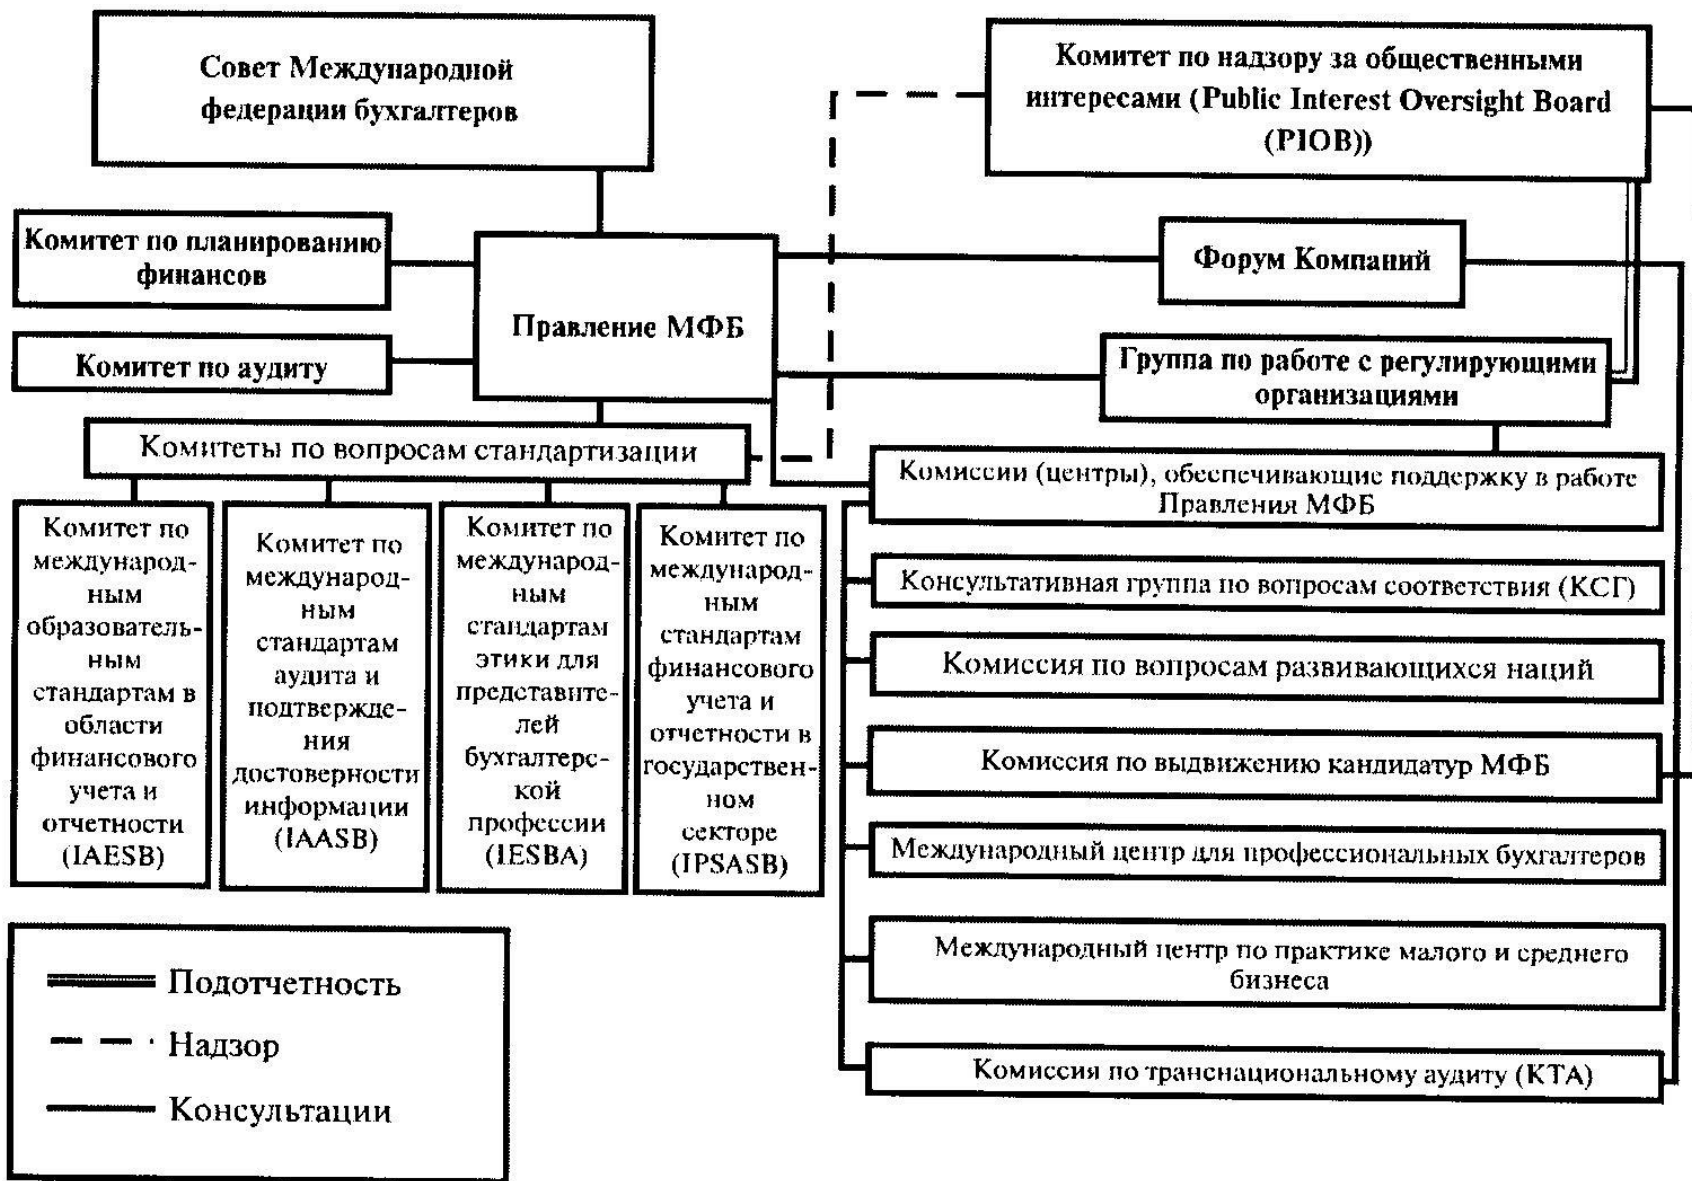 Совет Международной
федерации бухгалтеров
Комитет по надзору за общественными
интересами (Public Interest Oversight Board
(PIOB))
Комитет по планированию
финансов
Правление МФБ
Форум Компаний
Комитет по аудиту
Группа по работе с регулирующими
организациями
Комитеты по вопросам стандартизации
Комитет по
международ-
ным
образователь-
ным
стандартам в
области
финансового
учета и
отчетности
(IAESB)
Комитет по
международ-
ным
стандартам
аудита и
подтвержде-
ния
достоверности
информации
(IAASB)
Комитет по
международ-
ным
стандартам
этики для
представите-
лей
бухгалтерс-
кой
профессии
(IESBA)
Комитет по
международ-
ным
стандартам
финансового
учета и
отчетности в
государствен-
ном
секторе
(IPSASB)
Комиссии (центры), обеспечивающие поддержку в работе
Правления МФБ
Консультативная группа по вопросам соответствия (КСГ)
Комиссия по вопросам развивающихся наций
Комиссия по выдвижению кандидатур МФБ
Международный центр для профессиональных бухгалтеров
Международный центр по практике малого и среднего
бизнеса
Комиссия по транснациональному аудиту (КТА)
Подотчетность
Надзор
Консультации